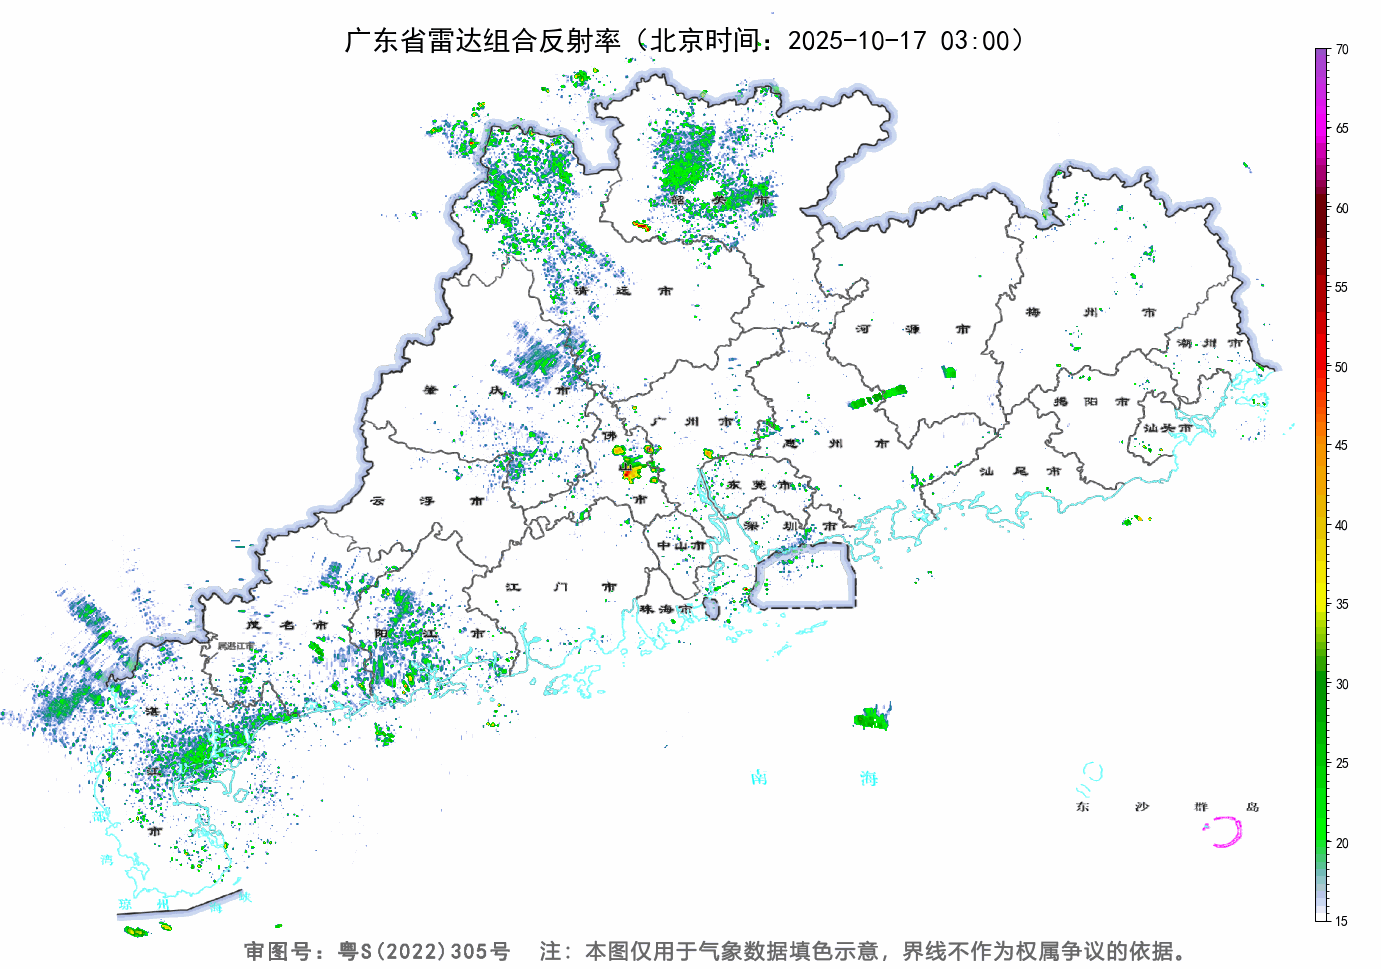 广东省雷达组合反射率（北京时间：2025-10-17 03:00）
70
65
60
55
50
45
40
35
30
25
20
15
韶关市
清远市
梅州市
河源市
潮州市
肇庆市
揭阳市
广州市
汕头市
佛山市
惠州市
汕尾市
东莞市
云浮市
深圳市
中山市
江门市
珠海市
茂名市
阳江市
属湛江市
湛江市
南海
东沙群岛
部湾
琼州海峡
审图号：粤S(2022)305号 注：本图仅用于气象数据填色示意，界线不作为权属争议的依据。